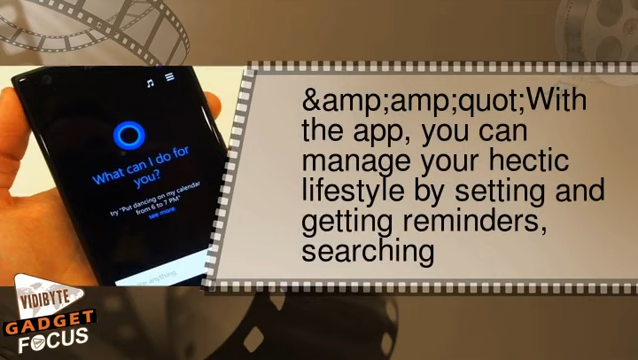 What can I do for
you?
try "Put dancing on my calendar
from 6 to 7 PM"
see more
anything
&amp;amp;quot;With
the app, you can
manage your hectic
lifestyle by setting and
getting reminders,
searching
VIDIBYTE
GADGET
FOCUS